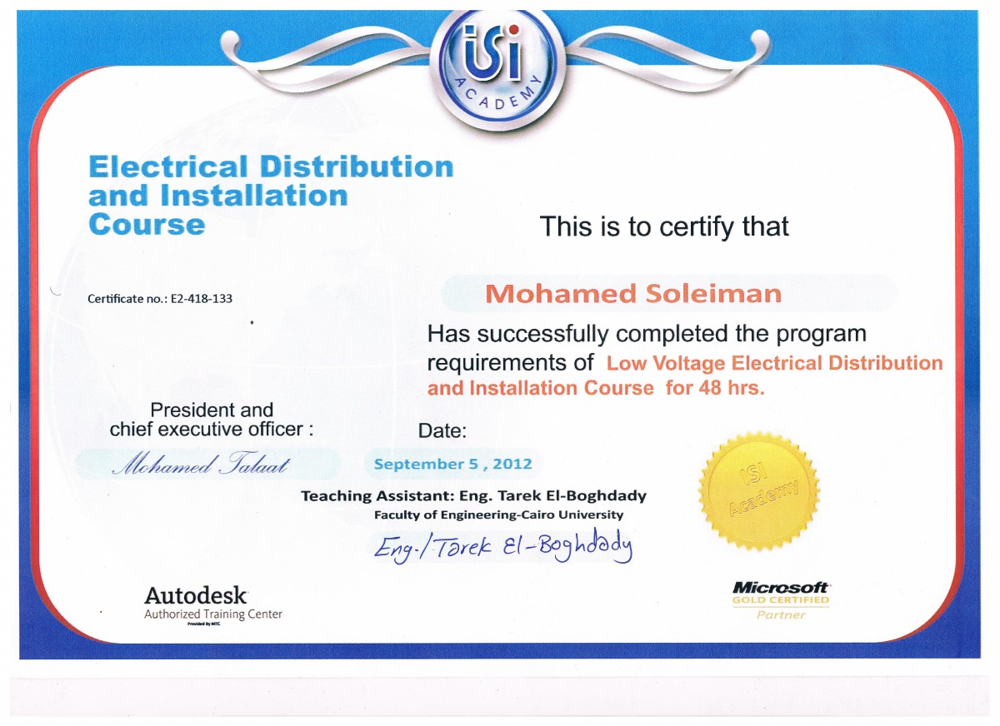 iSi
ACADEMY
Electrical Distribution
and Installation
Course
This is to certify that
Certificate no.: E2-418-133
Mohamed Soleiman
Has successfully completed the program
requirements of Low Voltage Electrical Distribution
and Installation Course for 48 hrs.
President and
chief executive officer :
Mohamed Talaat
Date:
September 5 , 2012
Teaching Assistant: Eng. Tarek El-Boghdady
Faculty of Engineering-Cairo University
Eng./Tarek El-Boghdady
ISI
Academy
Autodesk
Authorized Training Center
Provided By MTC
Microsoft
GOLD CERTIFIED
Partner